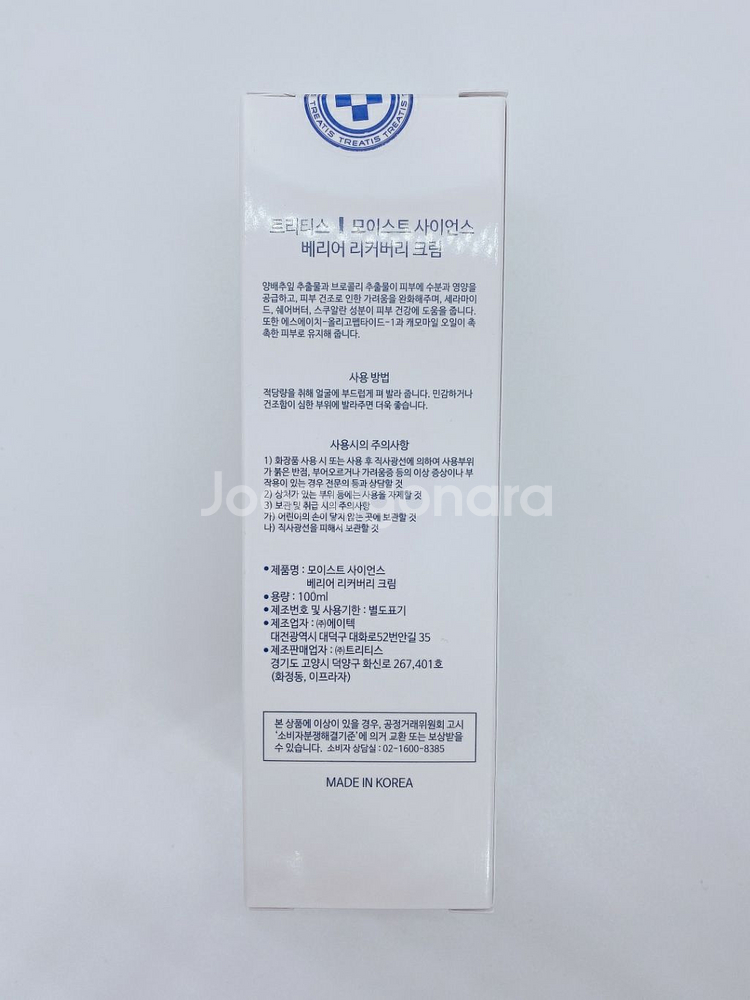 TREATIS TREATIS TREATIS
트리티스 | 모이스트 사이언스
베리어 리커버리 크림
양배추잎 추출물과 브로콜리 추출물이 피부에 수분과 영양을
공급하고, 피부 건조로 인한 가려움을 완화해주며, 세라마이
드, 쉐어버터, 스쿠알란 성분이 피부 건강에 도움을 줍니다.
또한 에스에이치-올리고펩타이드-1과 캐모마일 오일이 촉
촉한 피부로 유지해 줍니다.
사용 방법
적당량을 취해 얼굴에 부드럽게 펴 발라 줍니다. 민감하거나
건조함이 심한 부위에 발라주면 더욱 좋습니다.
사용시의 주의사항
1) 화장품 사용 시 또는 사용 후 직사광선에 의하여 사용부위
가 붉은 반점, 부어오르거나 가려움증 등의 이상 증상이나 부
작용이 있는 경우 전문의 등과 상담할 것
2) 상처가 있는 부위 등에는 사용을 자제할 것
3) 보관 및 취급 시의 주의사항
가) 어린이의 손이 닿지 않는 곳에 보관할 것
나) 직사광선을 피해서 보관할 것
Joonggonara
• 제품명 : 모이스트 사이언스
베리어 리커버리 크림
• 용량 : 100ml
• 제조번호 및 사용기한 : 별도표기
• 제조업자 : ㈜에이텍
대전광역시 대덕구 대화로52번안길 35
• 제조판매업자 : ㈜트리티스
경기도 고양시 덕양구 화신로 267,401호
(화정동, 이프라자)
본 상품에 이상이 있을 경우, 공정거래위원회 고시
'소비자분쟁해결기준'에 의거 교환 또는 보상받을
수 있습니다. 소비자 상담실 : 02-1600-8385
MADE IN KOREA